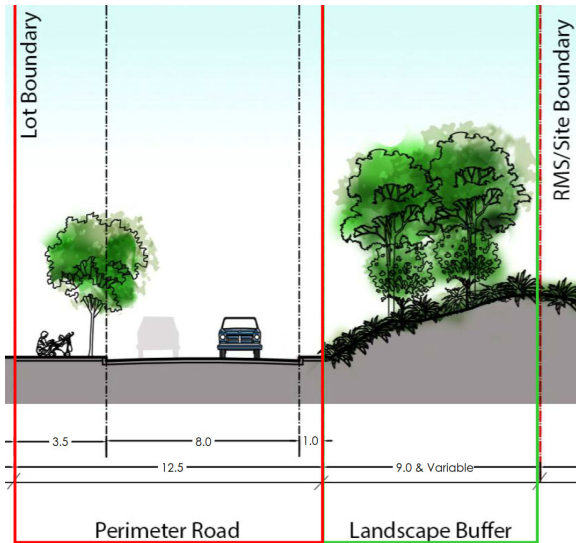 Lot Boundary
RMS/Site Boundary
3.5
8.0
1.0
12.5
9.0 & Variable
Perimeter Road
Landscape Buffer